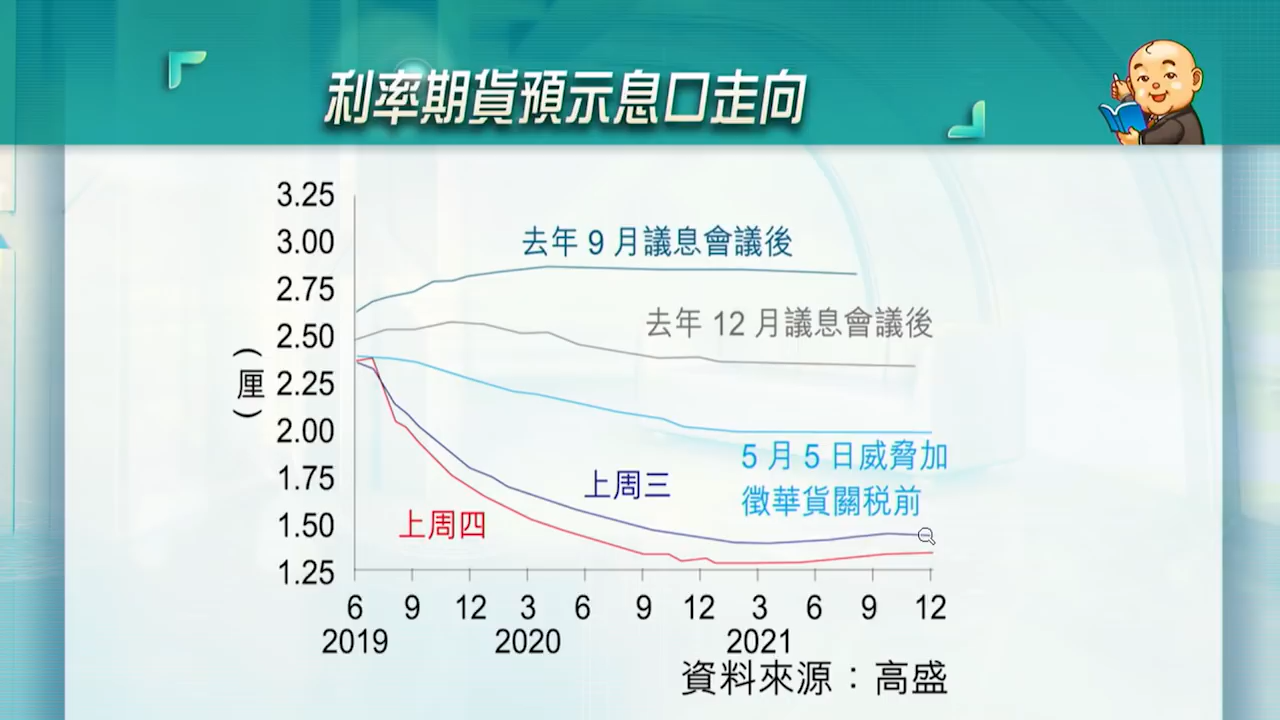 利率期貨預示息口走向
3.25
3.00
2.75
2.50
2.25
2.00
1.75
1.50
1.25
（厘）
去年 9 月議息會議後
去年 12 月議息會議後
5 月 5 日威脅加
徵華貨關税前
上周三
上周四
6 9 12 3 6 9 12 3 6 9 12
2019 2020 2021
資料來源：高盛